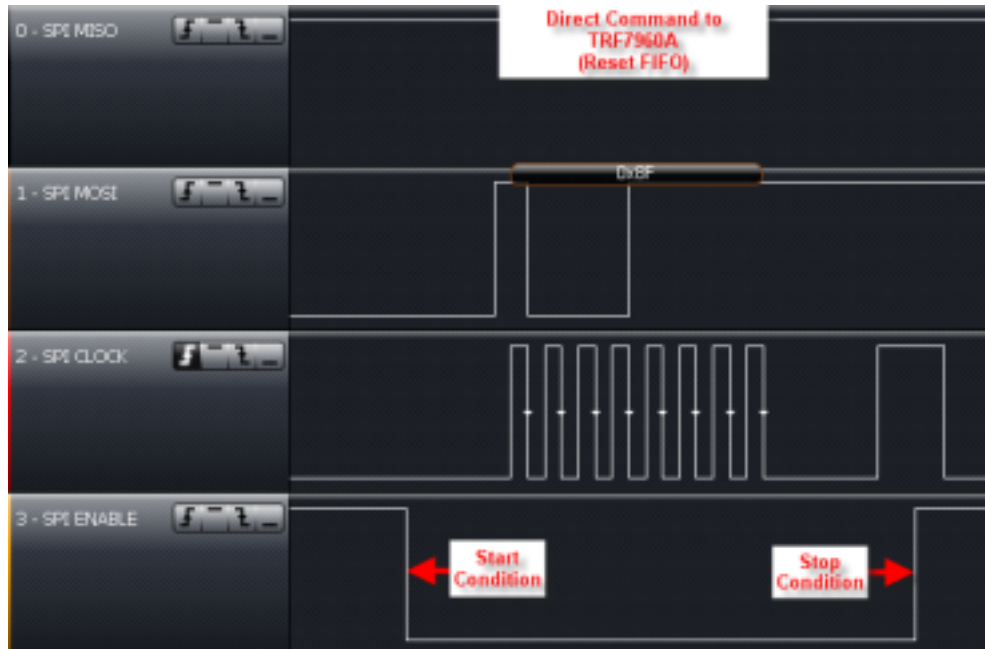 0 - SPI MISO
Direct Command to
TRF7960A
(Reset FIFO)
1 - SPI MOSI
0x8F
2 - SPI CLOCK
3 - SPI ENABLE
Start
Condition
Stop
Condition